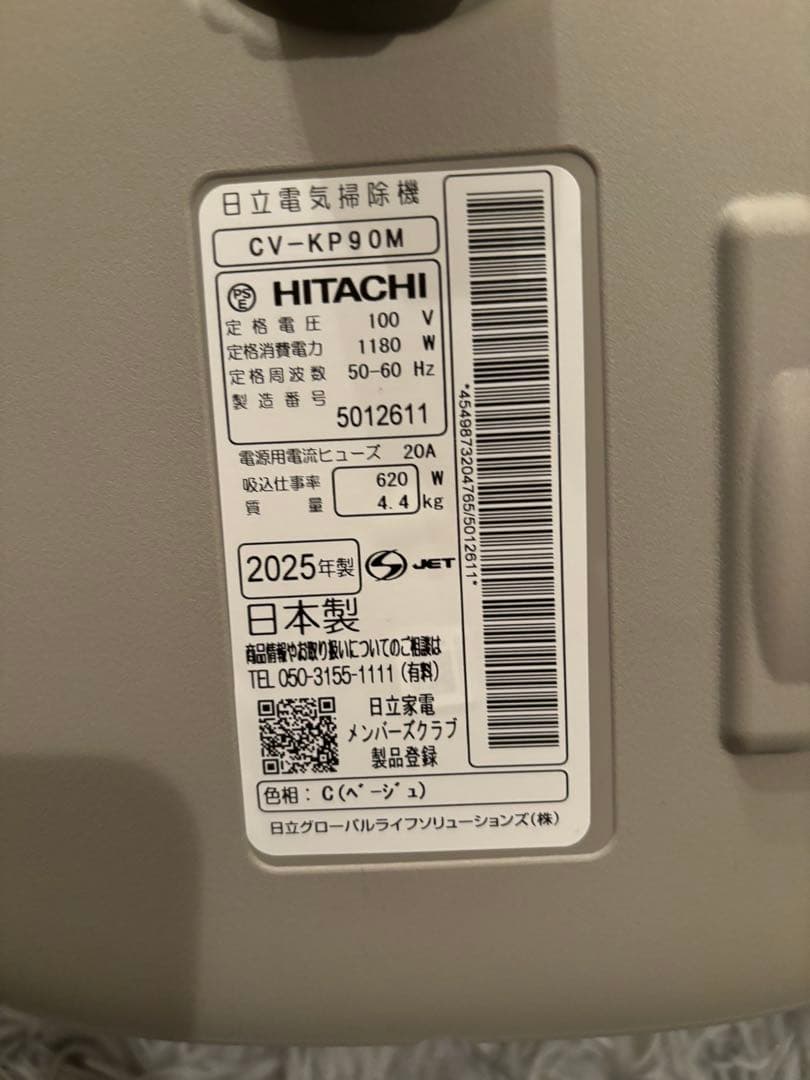 日立電気掃除機
CV-KP90M
PSE HITACHI
定格電圧 100 V
定格消費電力 1180 W
定格周波数 50-60 Hz
製造番号
5012611
電源用電流ヒューズ 20A
吸込仕事率 620 W
質量 4.4 kg
2025年製 S JET
日本製
商品情報やお取り扱いについてのご相談は
TEL 050-3155-1111 (有料)
日立家電
メンバーズクラブ
製品登録
色相: C(ベージュ)
日立グローバルライフソリューションズ(株)
*4549873204765/5012611*